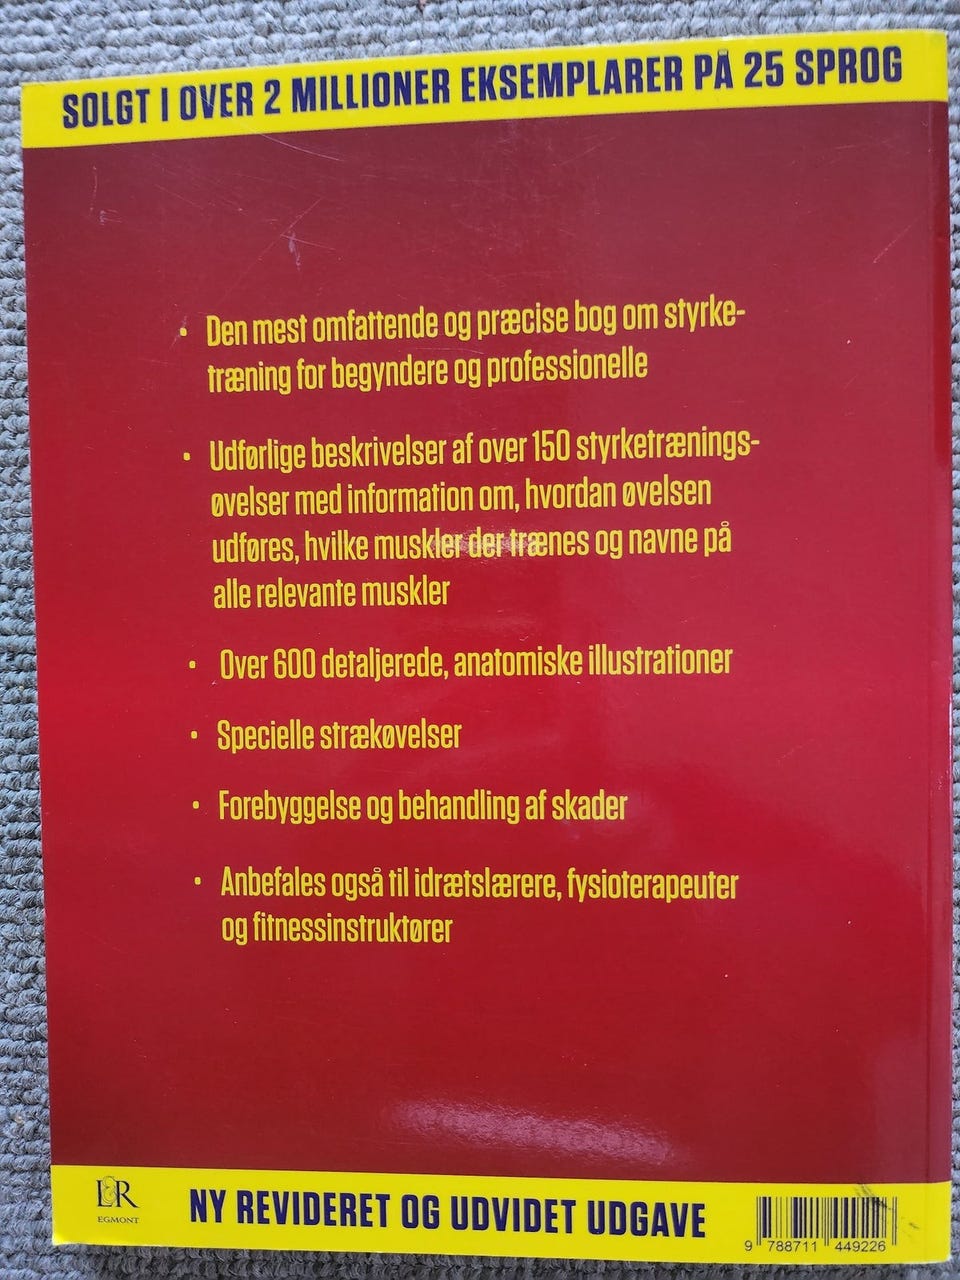 SOLGT I OVER 2 MILLIONER EKSEMPLARER PÅ 25 SPROG
• Den mest omfattende og præcise bog om styrke-
træning for begyndere og professionelle
• Udførlige beskrivelser af over 150 styrketrænings-
øvelser med information om, hvordan øvelsen
udføres, hvilke muskler der trænes og navne på
alle relevante muskler
• Over 600 detaljerede, anatomiske illustrationer
• Specielle strækøvelser
• Forebyggelse og behandling af skader
• Anbefales også til idrætslærere, fysioterapeuter
og fitnessinstruktører
L&R
EGMONT
NY REVIDERET OG UDVIDET UDGAVE
9 788711 449226